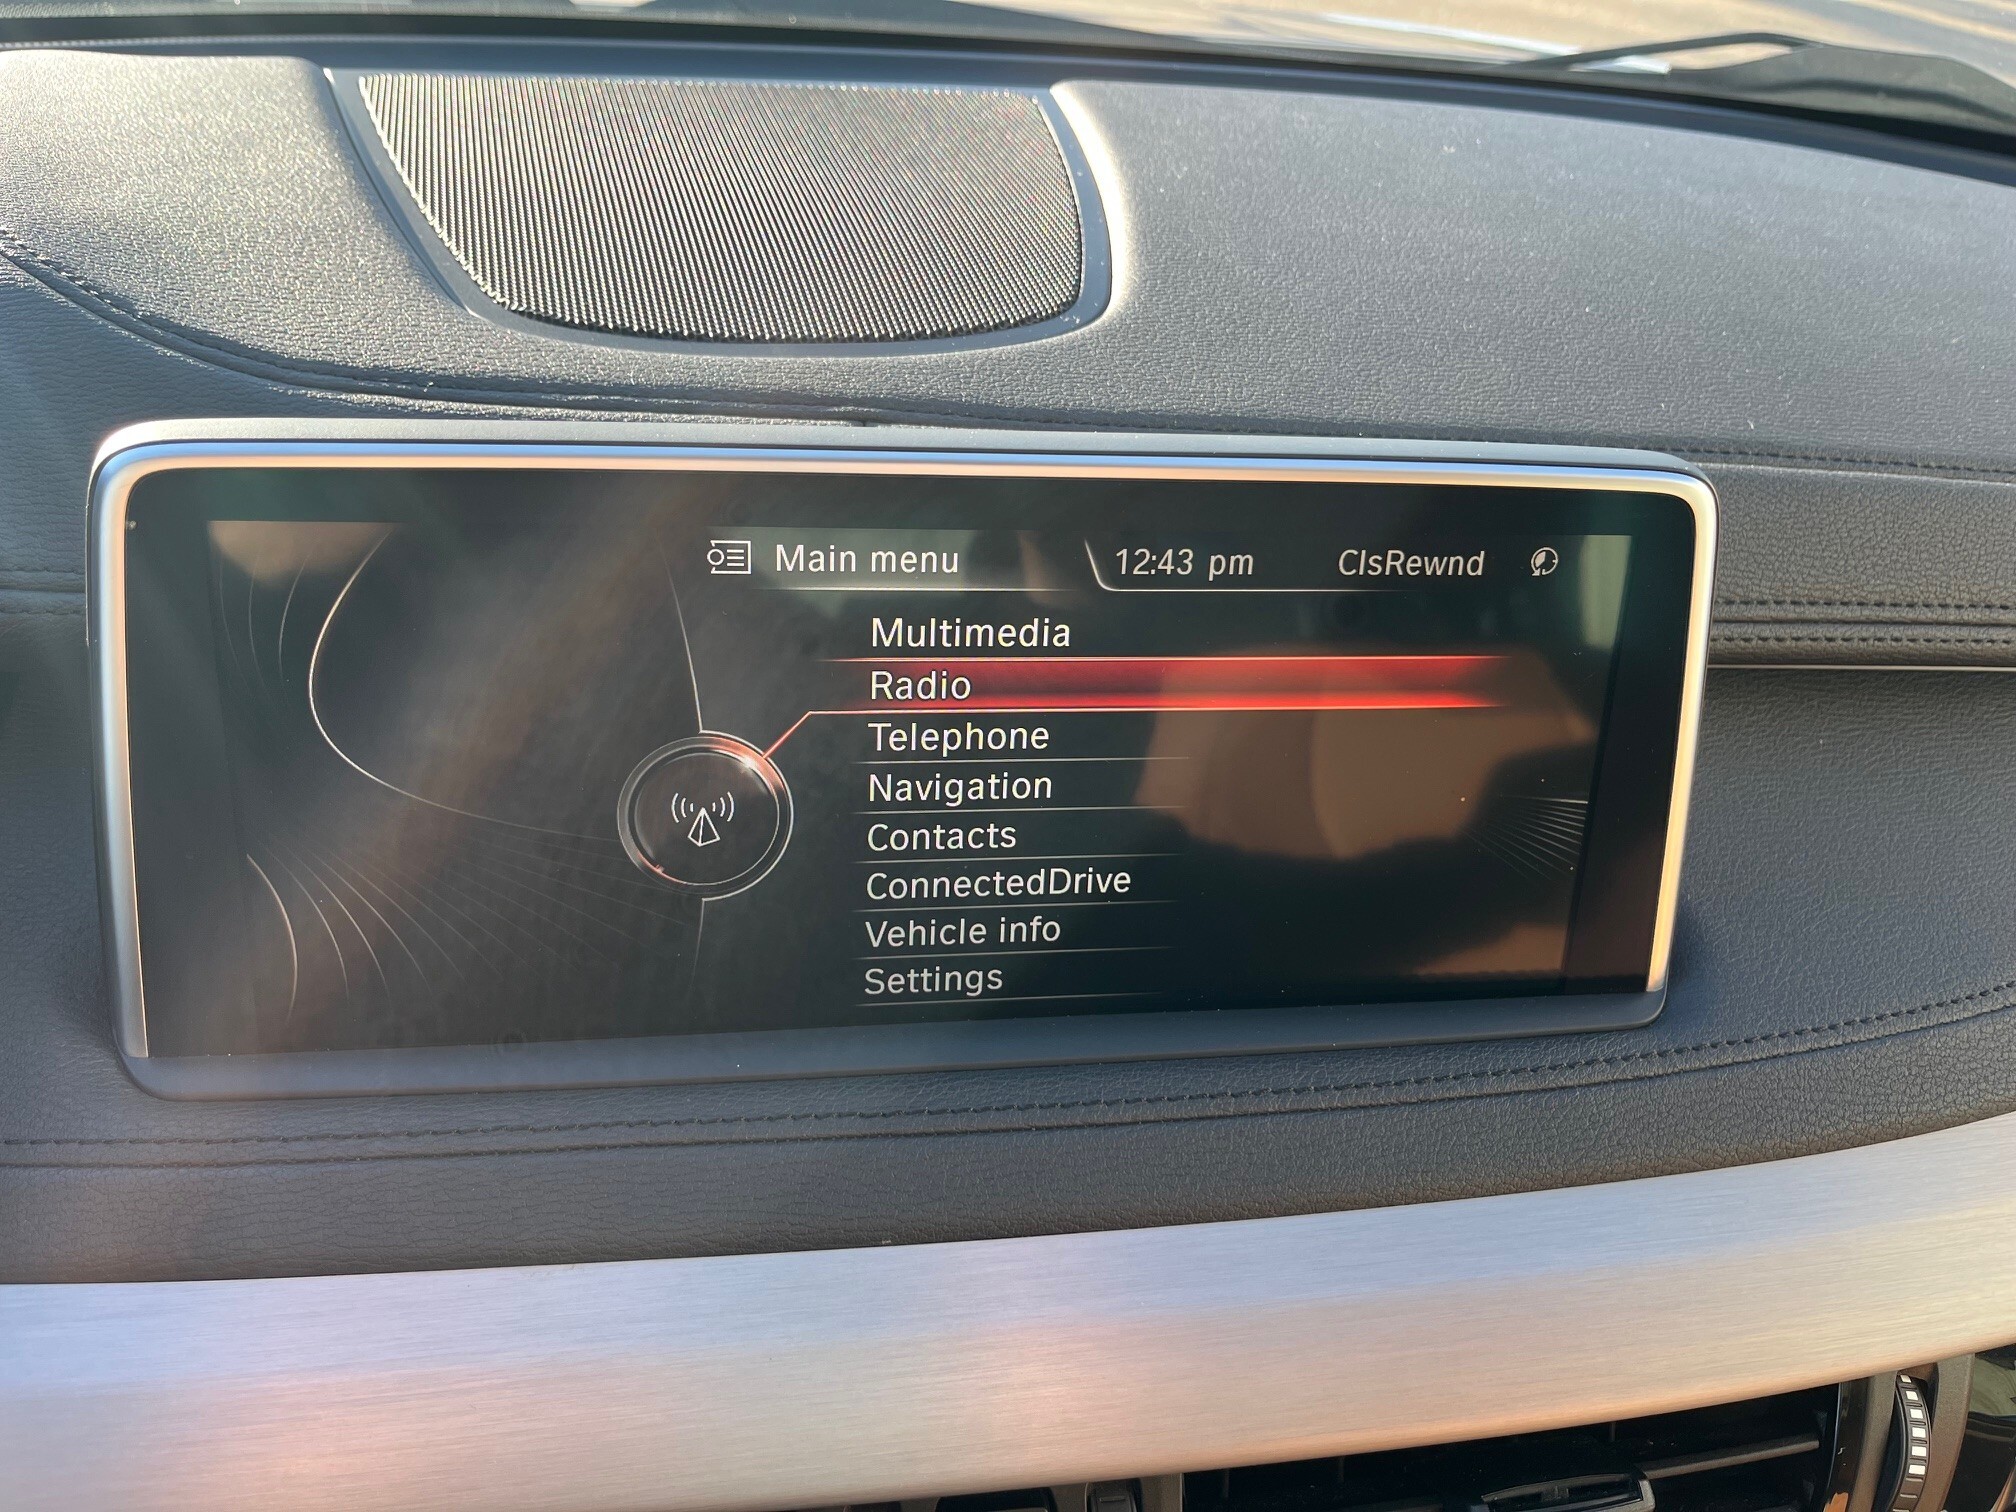 Main menu 12:43 pm ClsRewnd
Multimedia
Radio
Telephone
Navigation
Contacts
ConnectedDrive
Vehicle info
Settings